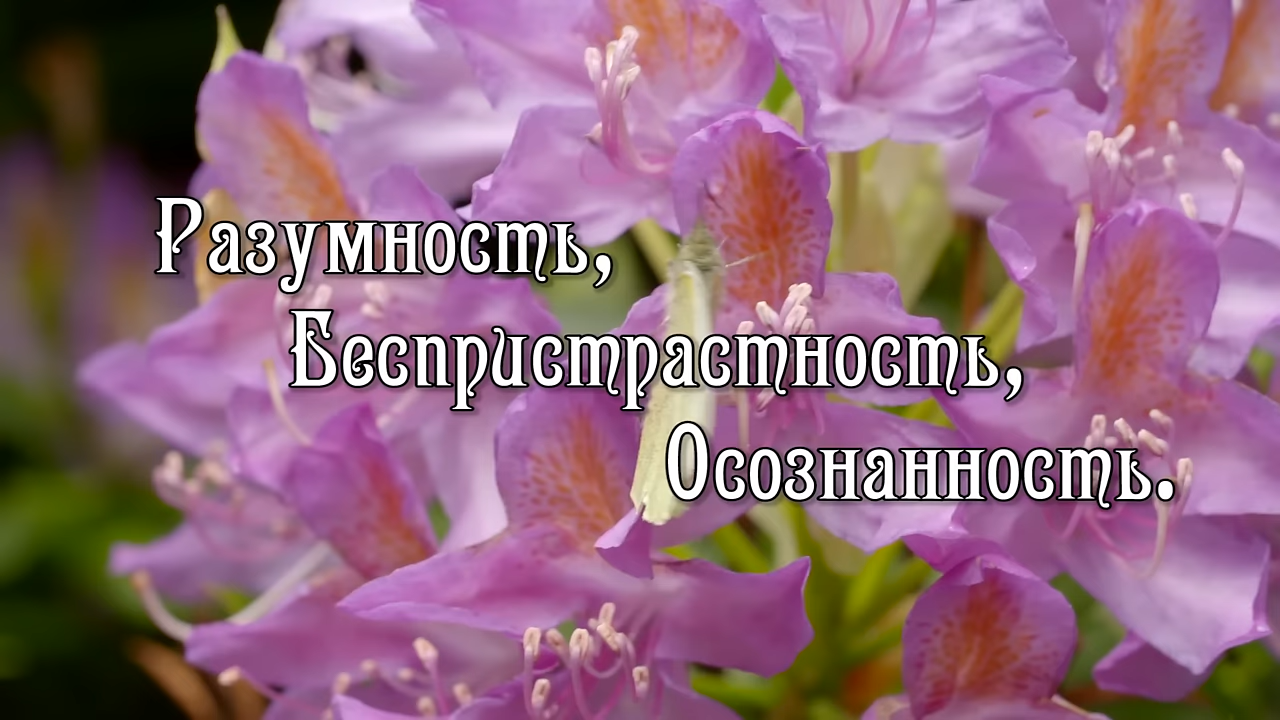 Разумность,
Беспристрастность,
Осознанность.